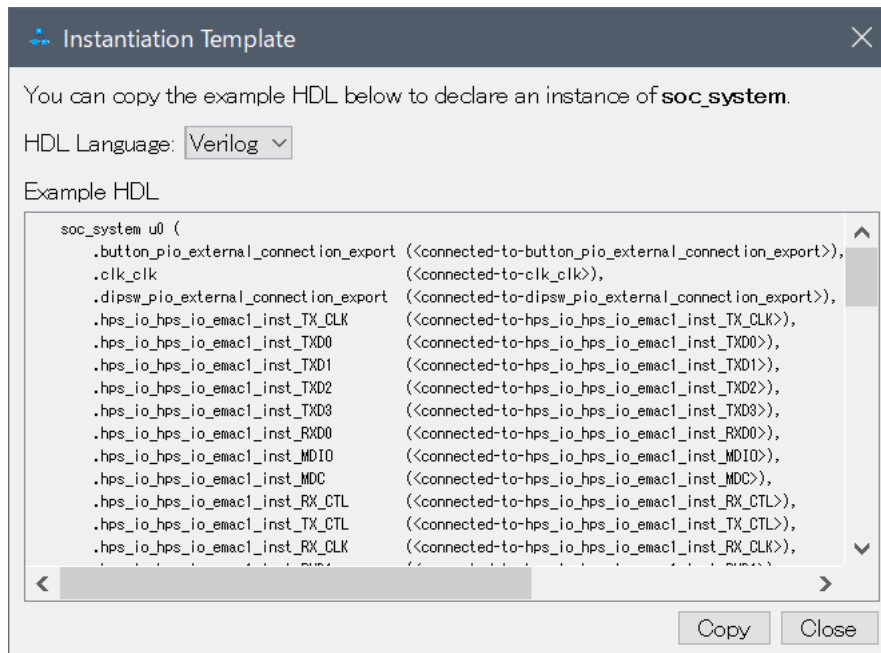 Instantiation Template
You can copy the example HDL below to declare an instance of soc_system.
HDL Language: Verilog
Example HDL
soc_system u0 (
.button_pio_external_connection_export (<connected-to-button_pio_external_connection_export>),
.clk_clk (<connected-to-clk_clk>),
.dipsw_pio_external_connection_export (<connected-to-dipsw_pio_external_connection_export>),
.hps_io_hps_io_emac1_inst_TX_CLK (<connected-to-hps_io_hps_io_emac1_inst_TX_CLK>),
.hps_io_hps_io_emac1_inst_TXD0 (<connected-to-hps_io_hps_io_emac1_inst_TXD0>),
.hps_io_hps_io_emac1_inst_TXD1 (<connected-to-hps_io_hps_io_emac1_inst_TXD1>),
.hps_io_hps_io_emac1_inst_TXD2 (<connected-to-hps_io_hps_io_emac1_inst_TXD2>),
.hps_io_hps_io_emac1_inst_TXD3 (<connected-to-hps_io_hps_io_emac1_inst_TXD3>),
.hps_io_hps_io_emac1_inst_RXD0 (<connected-to-hps_io_hps_io_emac1_inst_RXD0>),
.hps_io_hps_io_emac1_inst_MDIO (<connected-to-hps_io_hps_io_emac1_inst_MDIO>),
.hps_io_hps_io_emac1_inst_MDC (<connected-to-hps_io_hps_io_emac1_inst_MDC>),
.hps_io_hps_io_emac1_inst_RX_CTL (<connected-to-hps_io_hps_io_emac1_inst_RX_CTL>),
.hps_io_hps_io_emac1_inst_TX_CTL (<connected-to-hps_io_hps_io_emac1_inst_TX_CTL>),
.hps_io_hps_io_emac1_inst_RX_CLK (<connected-to-hps_io_hps_io_emac1_inst_RX_CLK>),
Copy Close